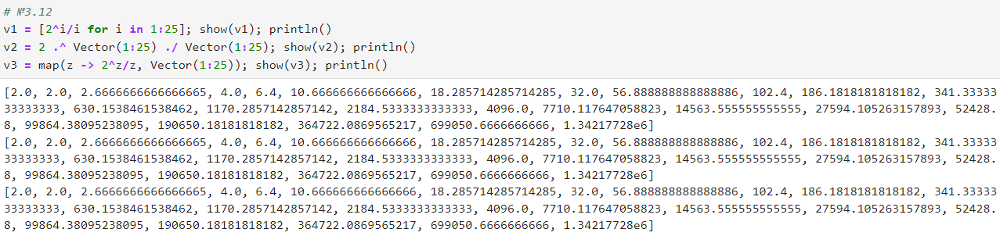 # №3.12
v1 = [2^i/i for i in 1:25]; show(v1); println()
v2 = 2 .^ Vector(1:25) ./ Vector(1:25); show(v2); println()
v3 = map(z -> 2^z/z, Vector(1:25)); show(v3); println()
[2.0, 2.0, 2.6666666666666665, 4.0, 6.4, 10.666666666666666, 18.285714285714285, 32.0, 56.888888888888886, 102.4, 186.1818181818182, 341.33333
33333333, 630.1538461538462, 1170.2857142857142, 2184.5333333333333, 4096.0, 7710.117647058823, 14563.555555555555, 27594.105263157893, 52428.
8, 99864.38095238095, 190650.18181818182, 364722.0869565217, 699050.6666666666, 1.34217728e6]
[2.0, 2.0, 2.6666666666666665, 4.0, 6.4, 10.666666666666666, 18.285714285714285, 32.0, 56.888888888888886, 102.4, 186.1818181818182, 341.33333
33333333, 630.1538461538462, 1170.2857142857142, 2184.5333333333333, 4096.0, 7710.117647058823, 14563.555555555555, 27594.105263157893, 52428.
8, 99864.38095238095, 190650.18181818182, 364722.0869565217, 699050.6666666666, 1.34217728e6]
[2.0, 2.0, 2.6666666666666665, 4.0, 6.4, 10.666666666666666, 18.285714285714285, 32.0, 56.888888888888886, 102.4, 186.1818181818182, 341.33333
33333333, 630.1538461538462, 1170.2857142857142, 2184.5333333333333, 4096.0, 7710.117647058823, 14563.555555555555, 27594.105263157893, 52428.
8, 99864.38095238095, 190650.18181818182, 364722.0869565217, 699050.6666666666, 1.34217728e6]